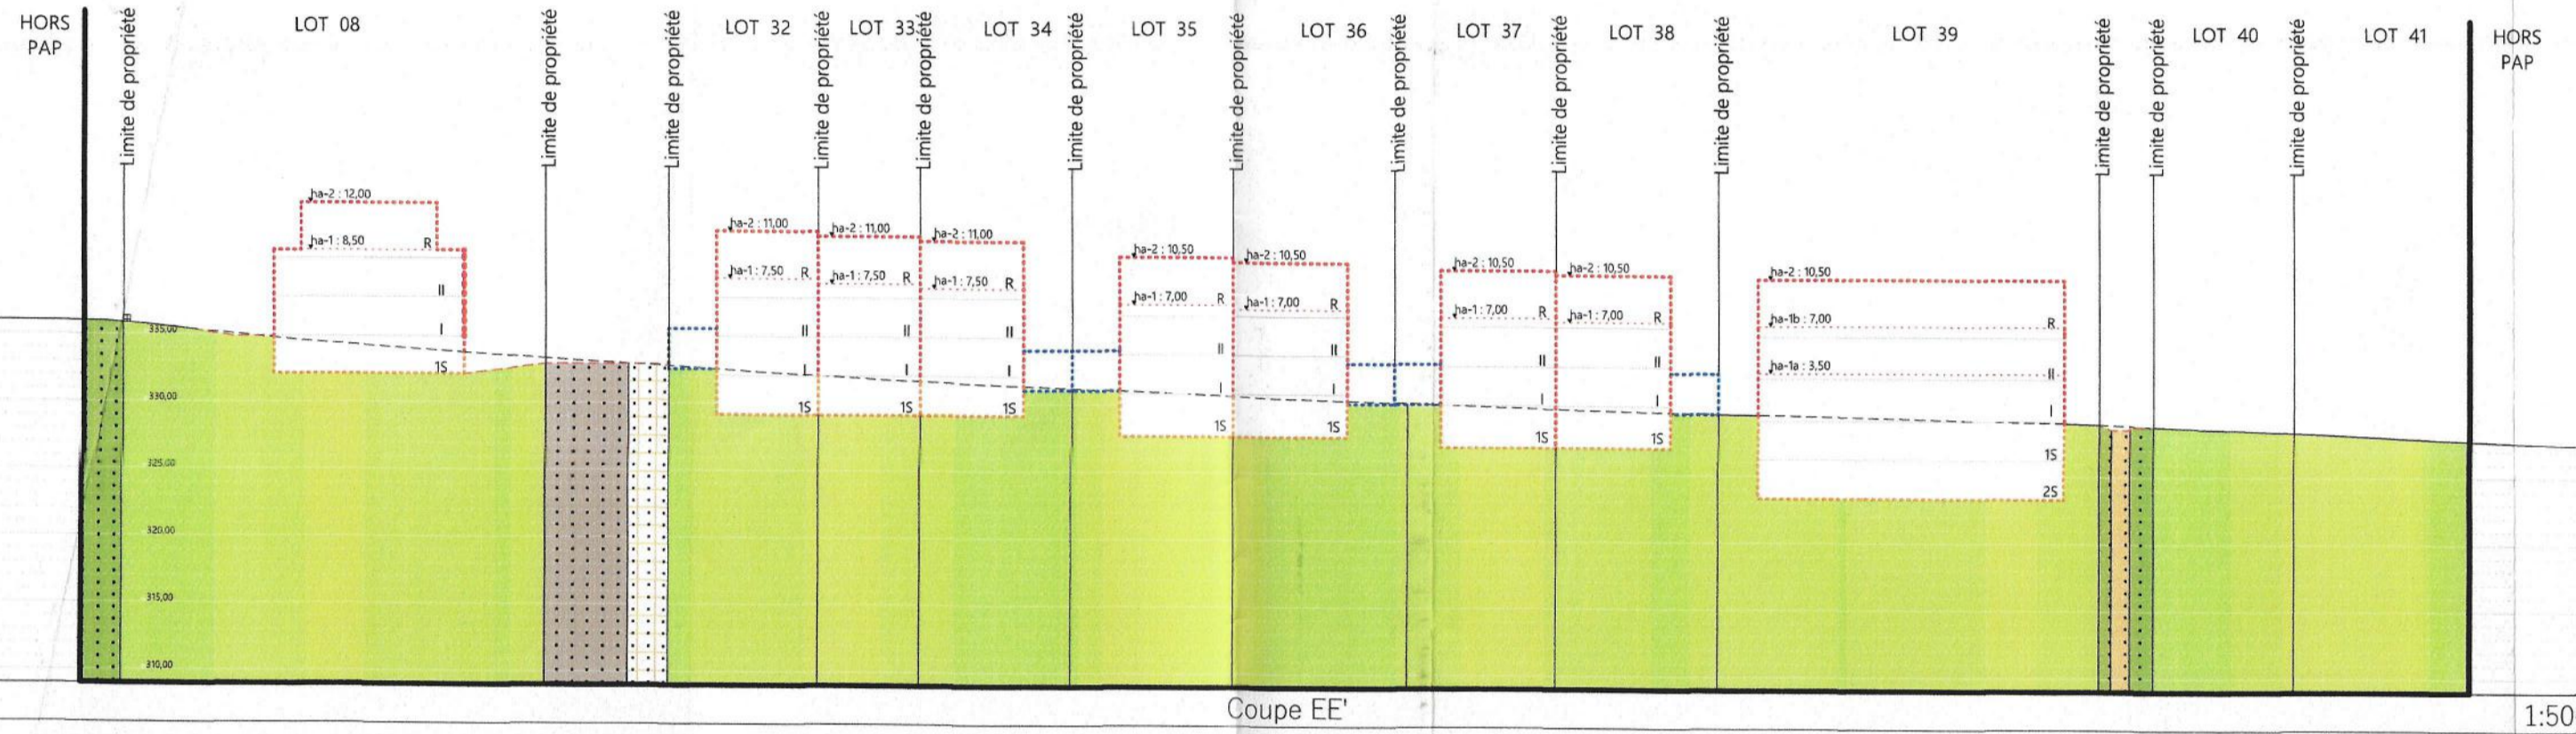 HORS
PAP
Limite de propriété
LOT 08
Limite de propriété
Limite de propriété
LOT 32
Limite de propriété
LOT 33
Limite de propriété
LOT 34
Limite de propriété
LOT 35
Limite de propriété
LOT 36
Limite de propriété
LOT 37
Limite de propriété
LOT 38
Limite de propriété
LOT 39
Limite de propriété
Limite de propriété
LOT 40
Limite de propriété
LOT 41
HORS
PAP
ha-2 : 12,00
ha-1 : 8,50 R
II
I
1S
ha-2 : 11,00
ha-1 : 7,50 R
II
I
1S
ha-2 : 11,00
ha-1 : 7,50 R
II
I
1S
ha-2 : 11,00
ha-1 : 7,50 R
II
I
1S
ha-2 : 10,50
ha-1 : 7,00 R
II
I
1S
ha-2 : 10,50
ha-1 : 7,00 R
II
I
1S
ha-2 : 10,50
ha-1 : 7,00 R
II
I
1S
ha-2 : 10,50
ha-1 : 7,00 R
II
I
1S
ha-2 : 10,50
ha-1b : 7,00 R
ha-1a : 3,50 II
I
1S
2S
335,00
330,00
325,00
320,00
315,00
310,00
Coupe EE'
1:50